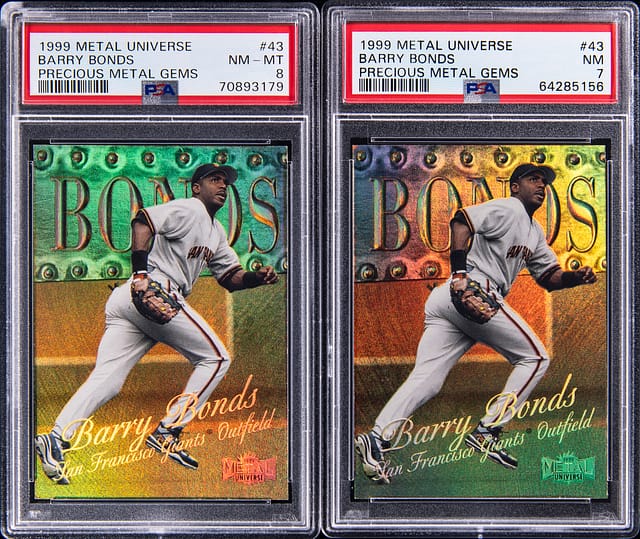 1999 METAL UNIVERSE #43
BARRY BONDS NM - MT
PRECIOUS METAL GEMS 8
PSA 70893179
BONDS
Barry Bonds
San Francisco Giants Outfield
METAL
UNIVERSE
1999 METAL UNIVERSE #43
BARRY BONDS NM
PRECIOUS METAL GEMS 7
PSA 64285156
BONDS
Barry Bonds
San Francisco Giants Outfield
METAL
UNIVERSE